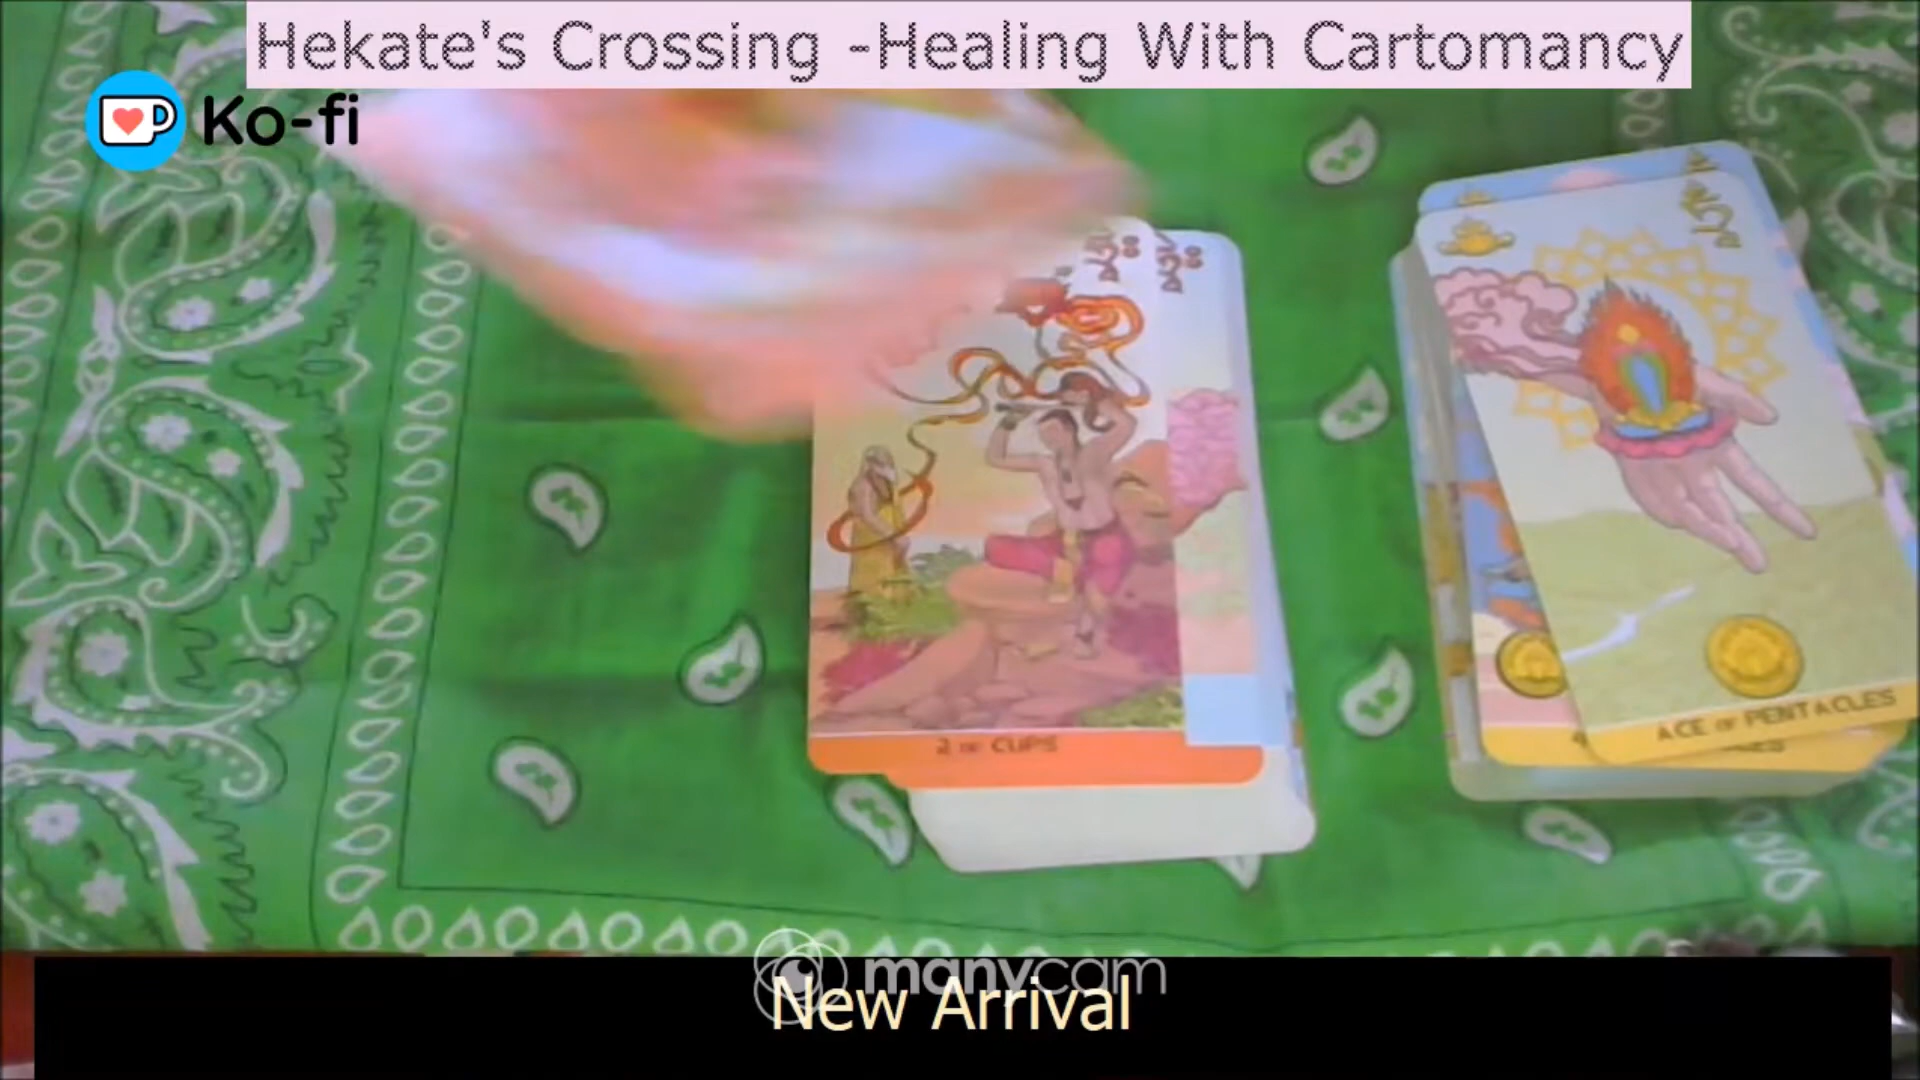 Hekate's Crossing -Healing With Cartomancy
Ko-fi
2 OF CUPS
ACE OF PENTACLES
manycam
New Arrival